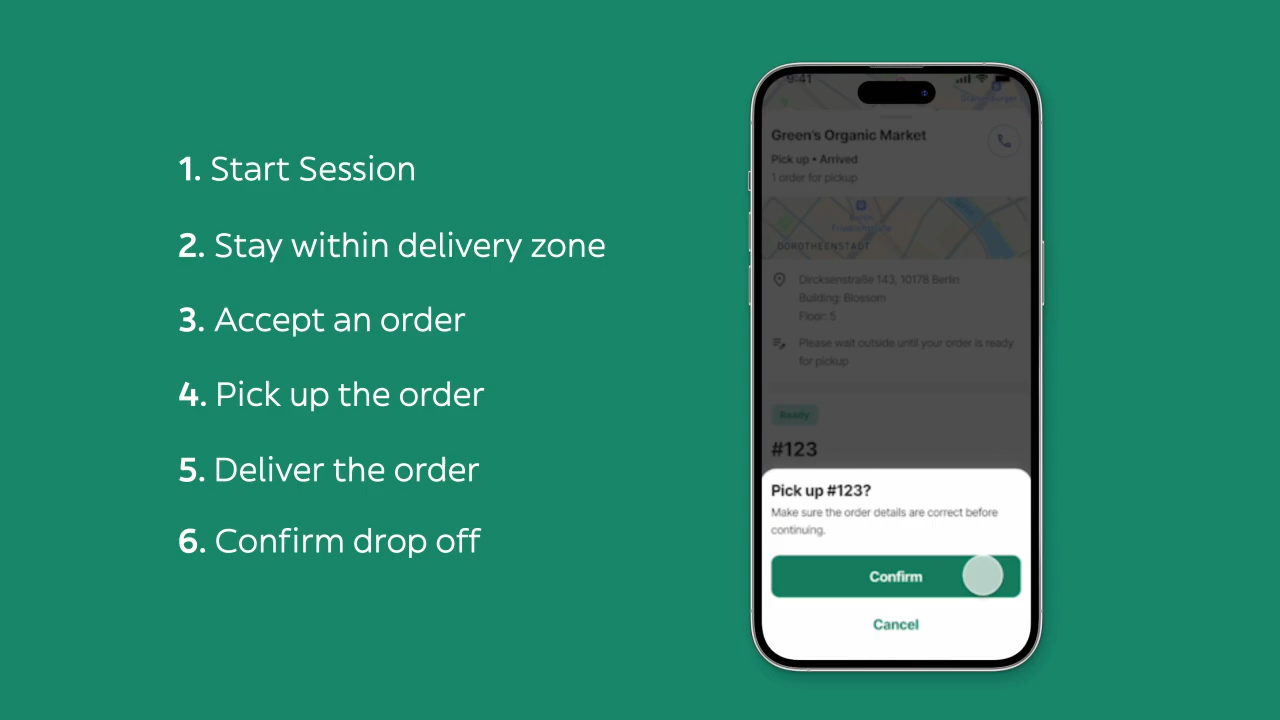 1. Start Session
2. Stay within delivery zone
3. Accept an order
4. Pick up the order
5. Deliver the order
6. Confirm drop off
9:41
Green's Organic Market
Pick up • Arrived
1 order for pickup
DOROTHEENSTADT
Dircksenstraße 143, 10178 Berlin
Building: Blossom
Floor: 5
Please wait outside until your order is ready
for pickup
Ready
#123
Pick up #123?
Make sure the order details are correct before
continuing.
Confirm
Cancel